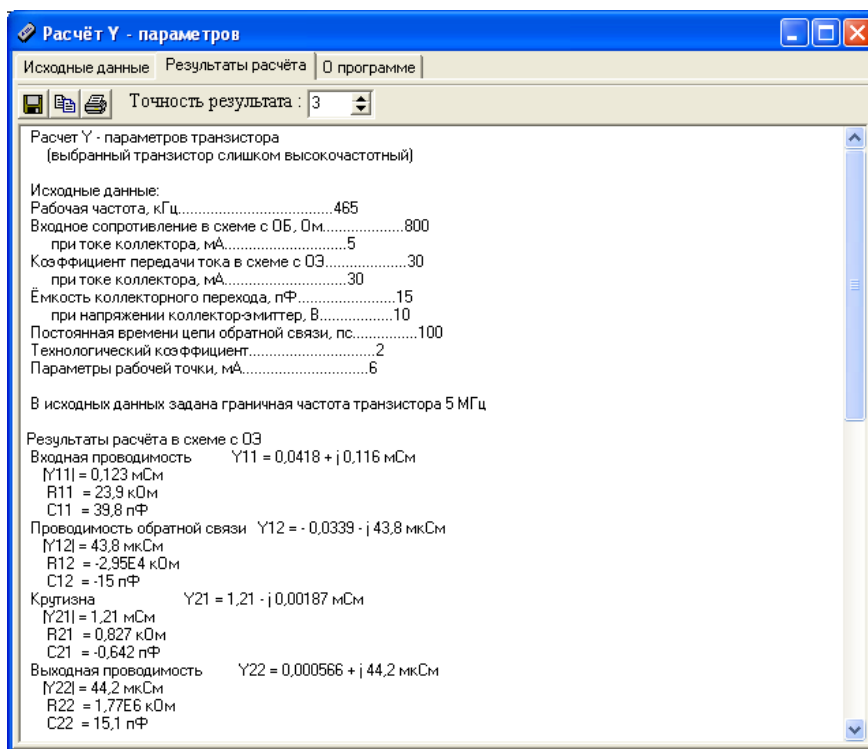 Расчёт Y - параметров
Исходные данные Результаты расчёта О программе
Точность результата : 3
Расчет Y - параметров транзистора
(выбранный транзистор слишком высокочастотный)
Исходные данные:
Рабочая частота, кГц......................................465
Входное сопротивление в схеме с ОБ, Ом....................800
при токе коллектора, мА..............................5
Коэффициент передачи тока в схеме с ОЭ....................30
при токе коллектора, мА..............................30
Ёмкость коллекторного перехода, пФ........................15
при напряжении коллектор-эмиттер, В..................10
Постоянная времени цепи обратной связи, пс................100
Технологический коэффициент...............................2
Параметры рабочей точки, мА...............................6
В исходных данных задана граничная частота транзистора 5 МГц
Результаты расчёта в схеме с ОЭ
Входная проводимость Y11 = 0,0418 + j 0,116 мСм
|Y11| = 0,123 мСм
R11 = 23,9 кОм
C11 = 39,8 пФ
Проводимость обратной связи Y12 = - 0,0339 - j 43,8 мкСм
|Y12| = 43,8 мкСм
R12 = -2,95E4 кОм
C12 = -15 пФ
Крутизна Y21 = 1,21 - j 0,00187 мСм
|Y21| = 1,21 мСм
R21 = 0,827 кОм
C21 = -0,642 пФ
Выходная проводимость Y22 = 0,000566 + j 44,2 мкСм
|Y22| = 44,2 мкСм
R22 = 1,77E6 кОм
C22 = 15,1 пФ